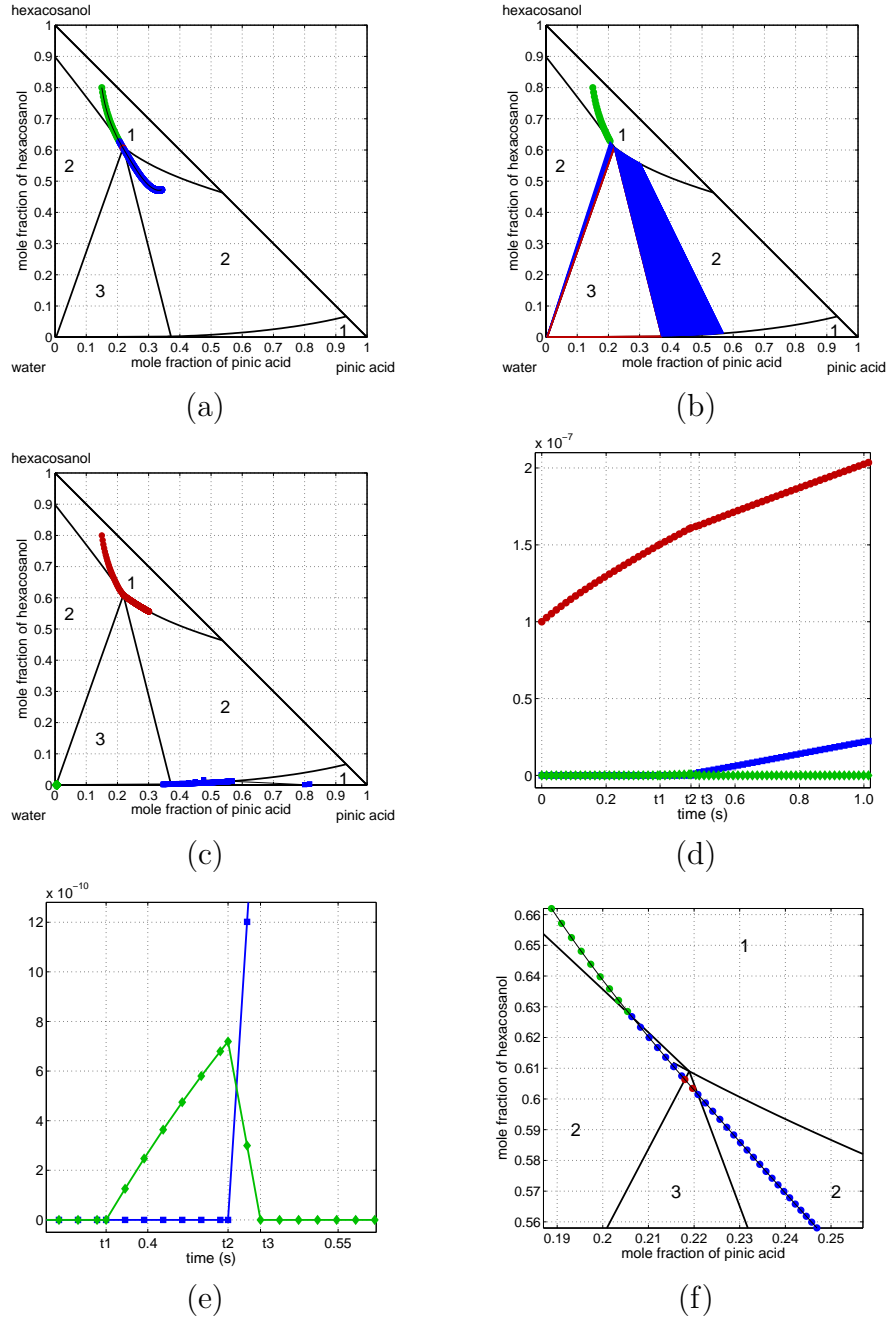 hexacosanol
1
0.9
0.8
0.7
0.6
0.5
0.4
0.3
0.2
0.1
0
mole fraction of hexacosanol
1
2
2
3
1
0 0.1 0.2 0.3 0.4 0.5 0.6 0.7 0.8 0.9 1
mole fraction of pinic acid
water
pinic acid
(a)
hexacosanol
1
0.9
0.8
0.7
0.6
0.5
0.4
0.3
0.2
0.1
0
mole fraction of hexacosanol
1
2
2
3
1
0 0.1 0.2 0.3 0.4 0.5 0.6 0.7 0.8 0.9 1
mole fraction of pinic acid
water
pinic acid
(b)
hexacosanol
1
0.9
0.8
0.7
0.6
0.5
0.4
0.3
0.2
0.1
0
mole fraction of hexacosanol
1
2
2
3
1
0 0.1 0.2 0.3 0.4 0.5 0.6 0.7 0.8 0.9 1
mole fraction of pinic acid
water
pinic acid
(c)
x 10−7
2
1.5
1
0.5
0
0 0.2 t1 t2 t3 0.6 0.8 1.0
time (s)
(d)
x 10−10
12
10
8
6
4
2
0
t1 0.4 t2 t3 0.55
time (s)
(e)
0.66
0.65
0.64
0.63
0.62
0.61
0.6
0.59
0.58
0.57
0.56
mole fraction of hexacosanol
1
2
3
2
0.19 0.2 0.21 0.22 0.23 0.24 0.25
mole fraction of pinic acid
(f)